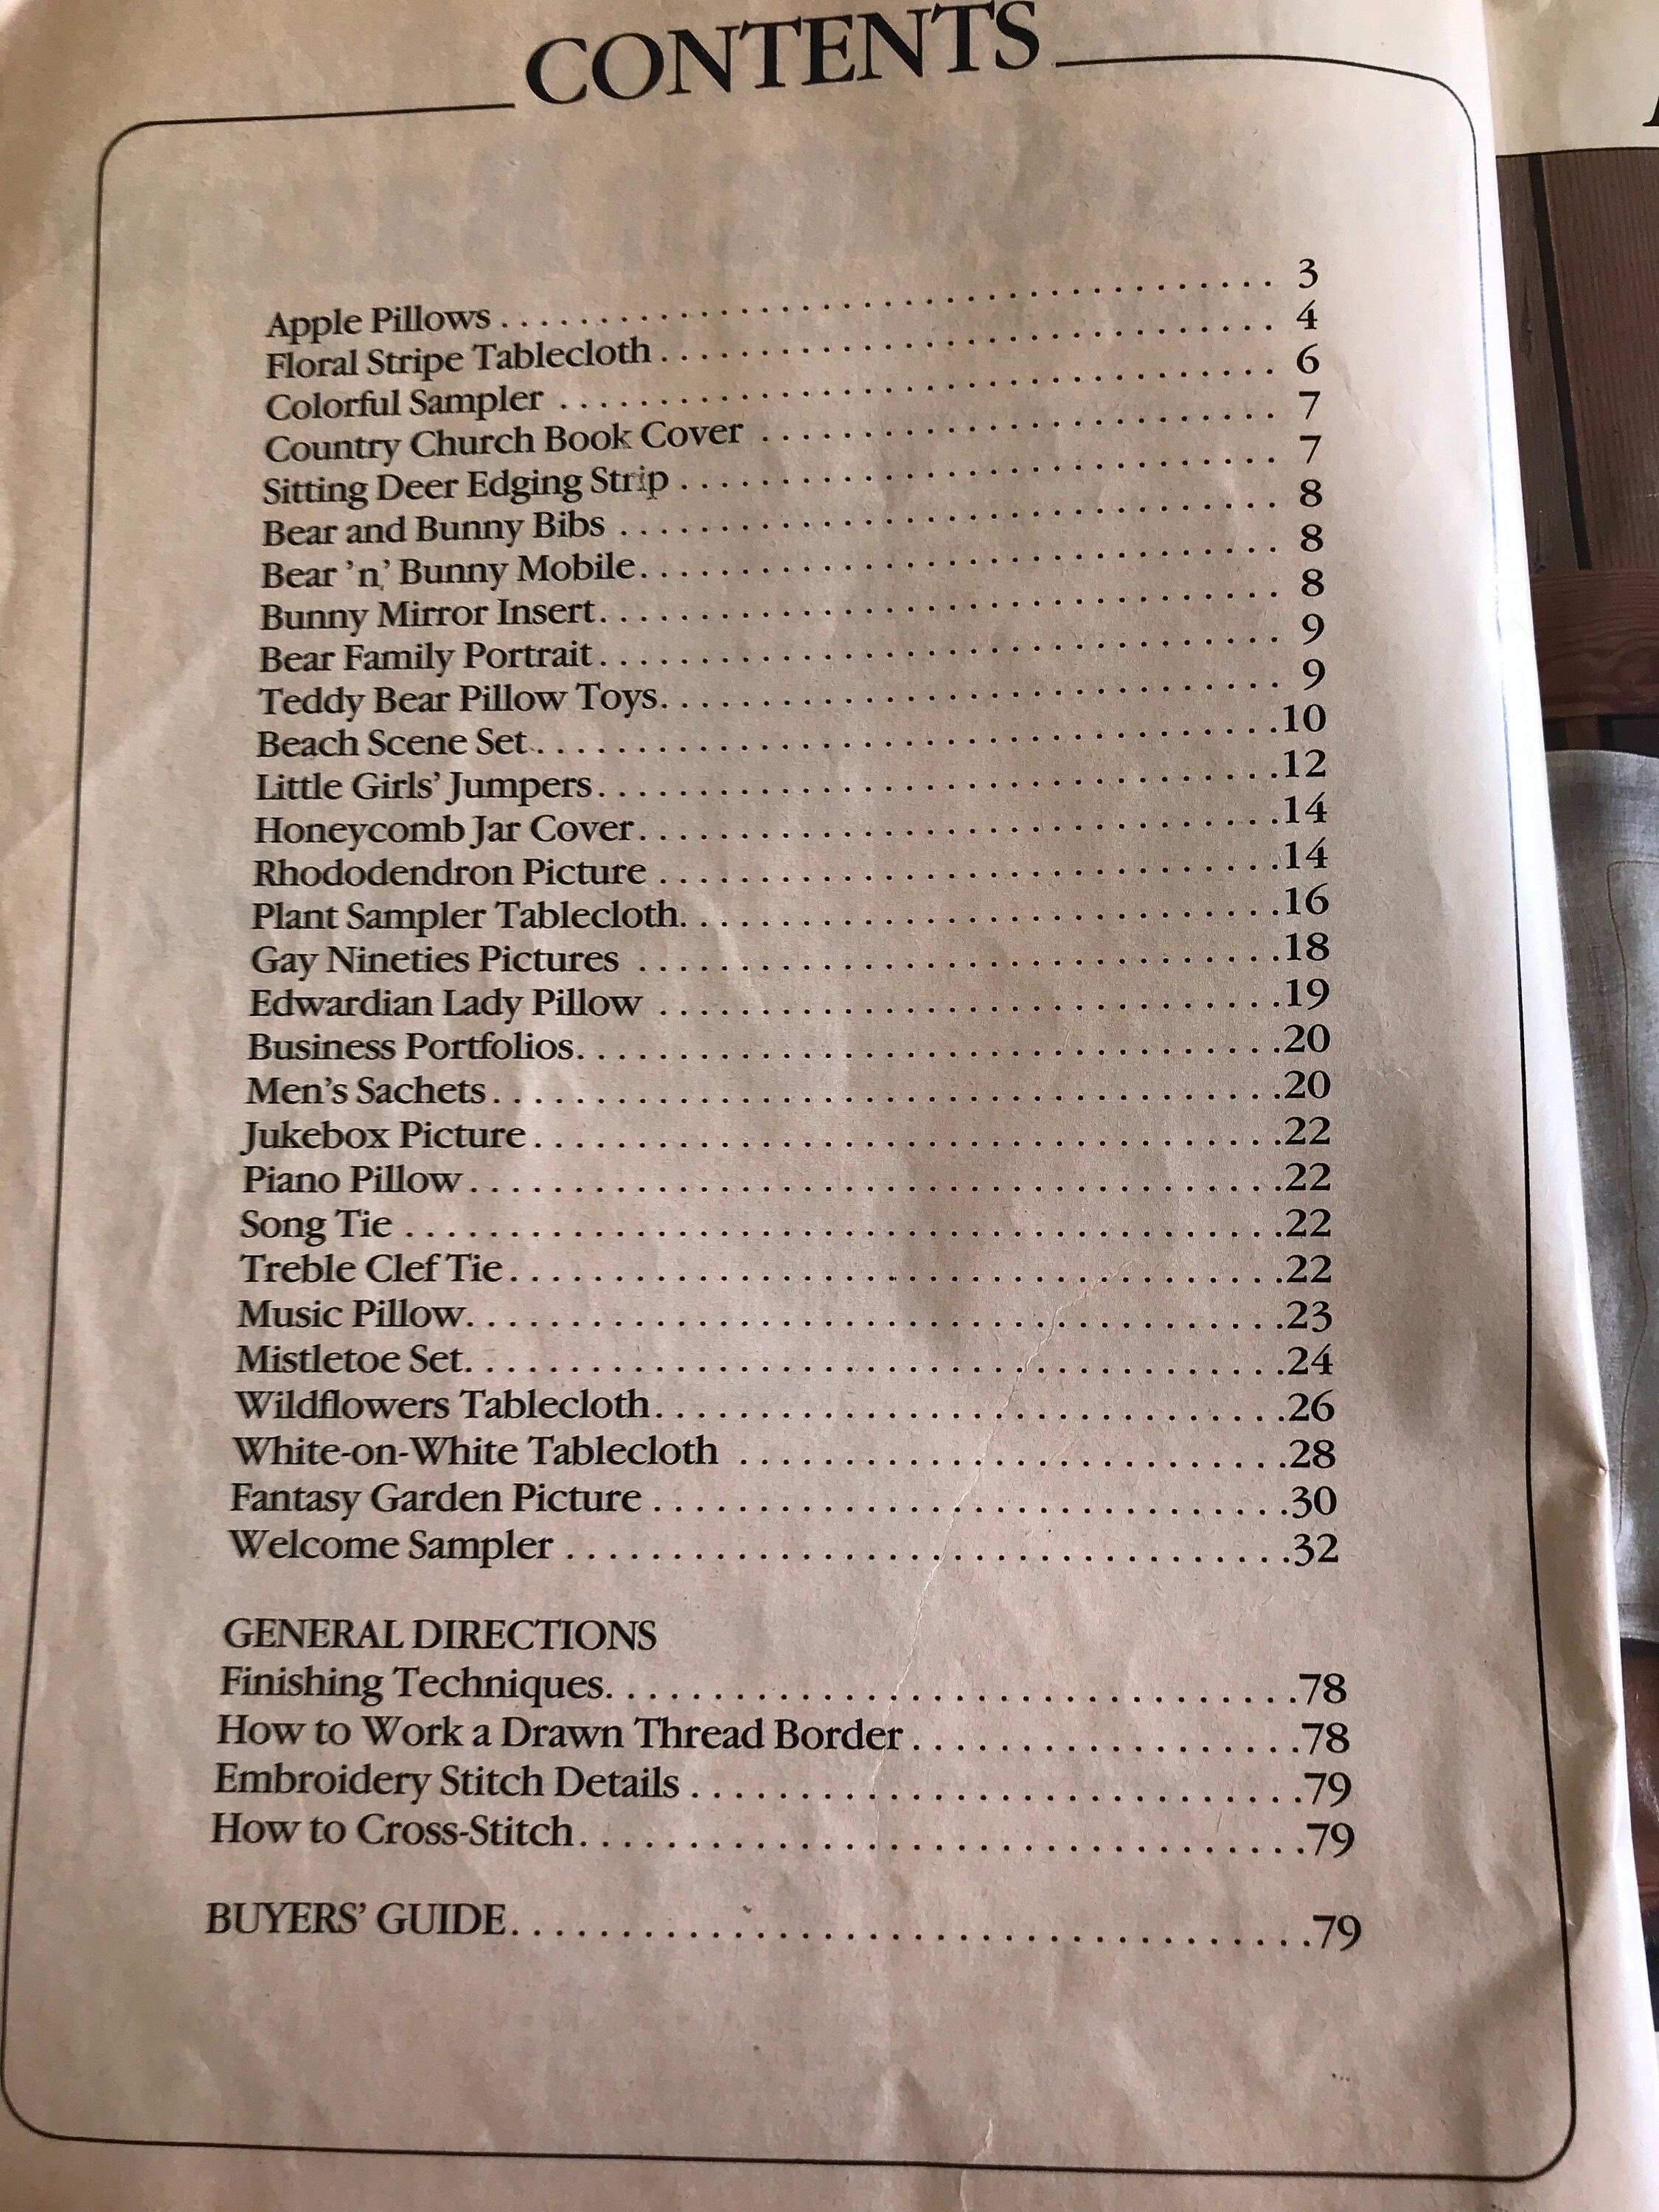 CONTENTS
Apple Pillows . . . . . . . . . . . . . . . . . . . . . . . . . . . . . . 3
Floral Stripe Tablecloth . . . . . . . . . . . . . . . . . . . . . . . . 4
Colorful Sampler . . . . . . . . . . . . . . . . . . . . . . . . . . . . 6
Country Church Book Cover . . . . . . . . . . . . . . . . . . . . 7
Sitting Deer Edging Strip . . . . . . . . . . . . . . . . . . . . . . . 7
Bear and Bunny Bibs . . . . . . . . . . . . . . . . . . . . . . . . . 8
Bear ’n’ Bunny Mobile. . . . . . . . . . . . . . . . . . . . . . . . . 8
Bunny Mirror Insert. . . . . . . . . . . . . . . . . . . . . . . . . . 8
Bear Family Portrait. . . . . . . . . . . . . . . . . . . . . . . . . . 9
Teddy Bear Pillow Toys. . . . . . . . . . . . . . . . . . . . . . . . 9
Beach Scene Set. . . . . . . . . . . . . . . . . . . . . . . . . . . . .10
Little Girls’ Jumpers. . . . . . . . . . . . . . . . . . . . . . . . . .12
Honeycomb Jar Cover. . . . . . . . . . . . . . . . . . . . . . . . .14
Rhododendron Picture . . . . . . . . . . . . . . . . . . . . . . . .14
Plant Sampler Tablecloth. . . . . . . . . . . . . . . . . . . . . . .16
Gay Nineties Pictures . . . . . . . . . . . . . . . . . . . . . . . . .18
Edwardian Lady Pillow . . . . . . . . . . . . . . . . . . . . . . . .19
Business Portfolios. . . . . . . . . . . . . . . . . . . . . . . . . . .20
Men’s Sachets. . . . . . . . . . . . . . . . . . . . . . . . . . . . . .20
Jukebox Picture. . . . . . . . . . . . . . . . . . . . . . . . . . . . .22
Piano Pillow. . . . . . . . . . . . . . . . . . . . . . . . . . . . . . .22
Song Tie . . . . . . . . . . . . . . . . . . . . . . . . . . . . . . . . .22
Treble Clef Tie. . . . . . . . . . . . . . . . . . . . . . . . . . . . . .22
Music Pillow. . . . . . . . . . . . . . . . . . . . . . . . . . . . . . .23
Mistletoe Set. . . . . . . . . . . . . . . . . . . . . . . . . . . . . . .24
Wildflowers Tablecloth. . . . . . . . . . . . . . . . . . . . . . . .26
White-on-White Tablecloth . . . . . . . . . . . . . . . . . . . . .28
Fantasy Garden Picture . . . . . . . . . . . . . . . . . . . . . . . .30
Welcome Sampler . . . . . . . . . . . . . . . . . . . . . . . . . . .32
GENERAL DIRECTIONS
Finishing Techniques. . . . . . . . . . . . . . . . . . . . . . . . . .78
How to Work a Drawn Thread Border . . . . . . . . . . . . . . .78
Embroidery Stitch Details . . . . . . . . . . . . . . . . . . . . . . .79
How to Cross-Stitch. . . . . . . . . . . . . . . . . . . . . . . . . . .79
BUYERS’ GUIDE. . . . . . . . . . . . . . . . . . . . . . . . . . . . .79